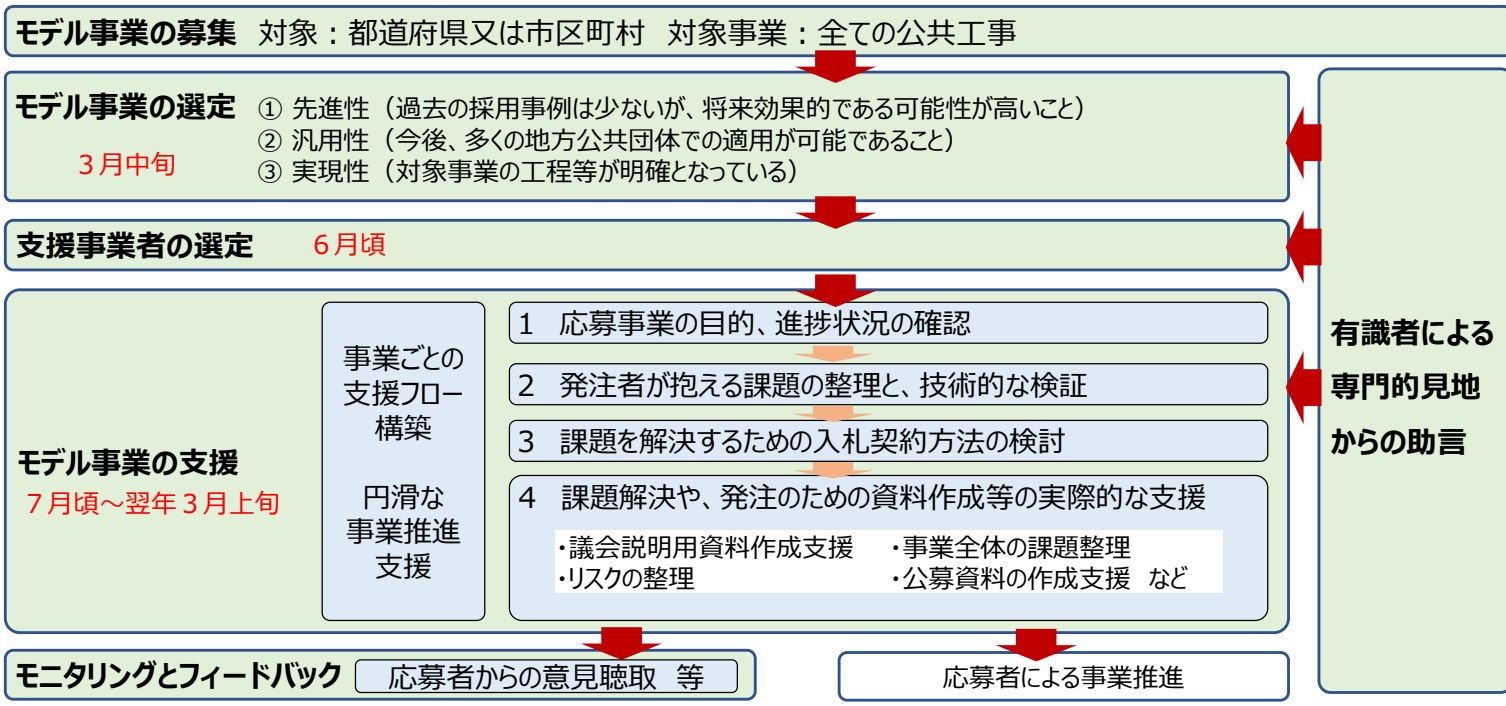 モデル事業の募集 対象:都道府県又は市区町村 対象事業:全ての公共工事
モデル事業の選定 ① 先進性(過去の採用事例は少ないが、将来効果的である可能性が高いこと)
② 汎用性(今後、多くの地方公共団体での適用が可能であること)
3月中旬
③ 実現性(対象事業の工程等が明確となっている)
支援事業者の選定 6月頃
モデル事業の支援
7月頃~翌年3月上旬
事業ごとの
支援フロー
構築
円滑な
事業推進
支援
1 応募事業の目的、進捗状況の確認
2 発注者が抱える課題の整理と、技術的な検証
3 課題を解決するための入札契約方法の検討
4 課題解決や、発注のための資料作成等の実際的な支援
・議会説明用資料作成支援 ・事業全体の課題整理
・リスクの整理 ・公募資料の作成支援 など
有識者による
専門的見地
からの助言
モニタリングとフィードバック 応募者からの意見聴取 等
応募者による事業推進